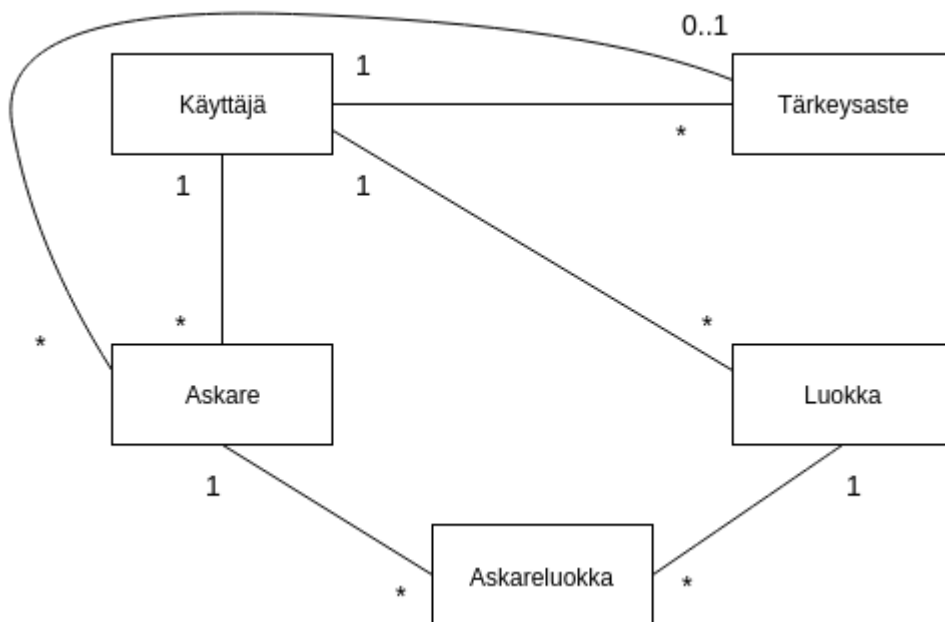 0..1
1
Käyttäjä
Tärkeysaste
*
1
1
*
*
*
Askare
Luokka
1
1
Askareluokka
*
*